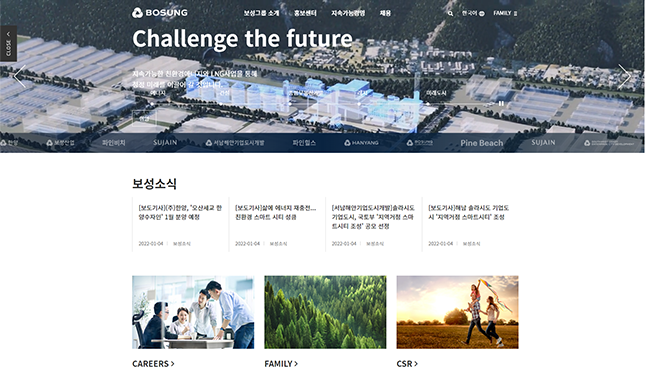 CLOSE
BOSUNG
보성그룹 소개 홍보센터 지속가능경영 채용
한국어 FAMILY
Challenge the future
지속가능한 친환경에너지와 LNG사업을 통해
에너지 건설 미래도시
한양 보성산업 파인비치 SUJAIN 서남해안기업도시개발 파인힐스 HANYANG Pine Beach SUJAIN
보성소식
[보도기사](주)한양, '오산세교 한
양수자인' 1월 분양 예정
2022-01-04 보성소식
[보도기사]삶에 에너지 재충전...
친환경 스마트 시티 성큼
2022-01-04 보성소식
[서남해안기업도시개발]솔라시도
기업도시, 국토부 '지역거점 스마
트도시 조성' 공모 선정
2022-01-04 보성소식
[보도기사]해남 솔라시도 기업도
시 '지역거점 스마트시티' 조성
2022-01-04 보성소식
CAREERS >
FAMILY >
CSR >